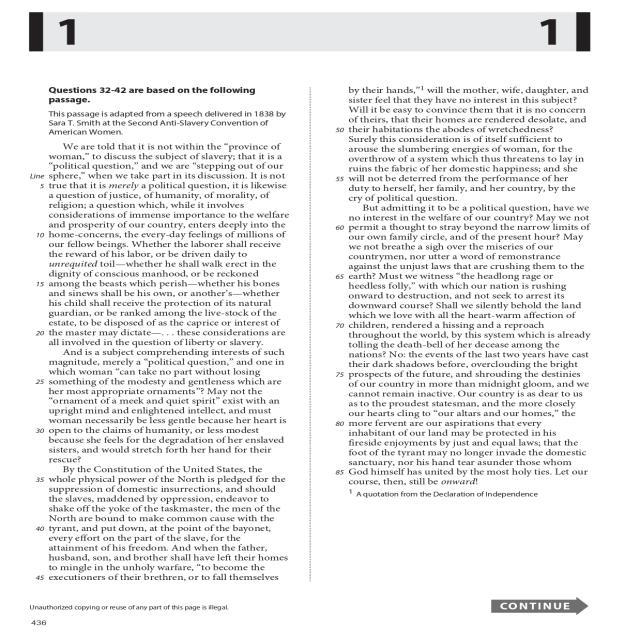 1
1
Questions 32-42 are based on the following
passage.
This passage is adapted from a speech delivered in 1838 by
Sara T. Smith at the Second Anti-Slavery Convention of
American Women.
We are told that it is not within the “province of
woman,” to discuss the subject of slavery; that it is a
“political question,” and we are “stepping out of our
Line sphere,” when we take part in its discussion. It is not
5 true that it is merely a political question, it is likewise
a question of justice, of humanity, of morality, of
religion; a question which, while it involves
considerations of immense importance to the welfare
and prosperity of our country, enters deeply into the
10 home-concerns, the every-day feelings of millions of
our fellow beings. Whether the laborer shall receive
the reward of his labor, or be driven daily to
unrequited toil—whether he shall walk erect in the
dignity of conscious manhood, or be reckoned
15 among the beasts which perish—whether his bones
and sinews shall be his own, or another’s—whether
his child shall receive the protection of its natural
guardian, or be ranked among the live-stock of the
estate, to be disposed of as the caprice or interest of
20 the master may dictate—. . . these considerations are
all involved in the question of liberty or slavery.
And is a subject comprehending interests of such
magnitude, merely a “political question,” and one in
which woman “can take no part without losing
25 something of the modesty and gentleness which are
her most appropriate ornaments”? May not the
“ornament of a meek and quiet spirit” exist with an
upright mind and enlightened intellect, and must
woman necessarily be less gentle because her heart is
30 open to the claims of humanity, or less modest
because she feels for the degradation of her enslaved
sisters, and would stretch forth her hand for their
rescue?
By the Constitution of the United States, the
35 whole physical power of the North is pledged for the
suppression of domestic insurrections, and should
the slaves, maddened by oppression, endeavor to
shake off the yoke of the taskmaster, the men of the
North are bound to make common cause with the
40 tyrant, and put down, at the point of the bayonet,
every effort on the part of the slave, for the
attainment of his freedom. And when the father,
husband, son, and brother shall have left their homes
to mingle in the unholy warfare, “to become the
45 executioners of their brethren, or to fall themselves
by their hands,”1 will the mother, wife, daughter, and
sister feel that they have no interest in this subject?
Will it be easy to convince them that it is no concern
of theirs, that their homes are rendered desolate, and
50 their habitations the abodes of wretchedness?
Surely this consideration is of itself sufficient to
arouse the slumbering energies of woman, for the
overthrow of a system which thus threatens to lay in
ruins the fabric of her domestic happiness; and she
55 will not be deterred from the performance of her
duty to herself, her family, and her country, by the
cry of political question.
But admitting it to be a political question, have we
no interest in the welfare of our country? May we not
60 permit a thought to stray beyond the narrow limits of
our own family circle, and of the present hour? May
we not breathe a sigh over the miseries of our
countrymen, nor utter a word of remonstrance
against the unjust laws that are crushing them to the
65 earth? Must we witness “the headlong rage or
heedless folly,” with which our nation is rushing
onward to destruction, and not seek to arrest its
downward course? Shall we silently behold the land
which we love with all the heart-warm affection of
70 children, rendered a hissing and a reproach
throughout the world, by this system which is already
tolling the death-bell of her decease among the
nations? No: the events of the last two years have cast
their dark shadows before, overclouding the bright
75 prospects of the future, and shrouding the destinies
of our country in more than midnight gloom, and we
cannot remain inactive. Our country is as dear to us
as to the proudest statesman, and the more closely
our hearts cling to “our altars and our homes,” the
80 more fervent are our aspirations that every
inhabitant of our land may be protected in his
fireside enjoyments by just and equal laws; that the
foot of the tyrant may no longer invade the domestic
sanctuary, nor his hand tear asunder those whom
85 God himself has united by the most holy ties. Let our
course, then, still be onward!
1 A quotation from the Declaration of Independence
Unauthorized copying or reuse of any part of this page is illegal.
CONTINUE
436